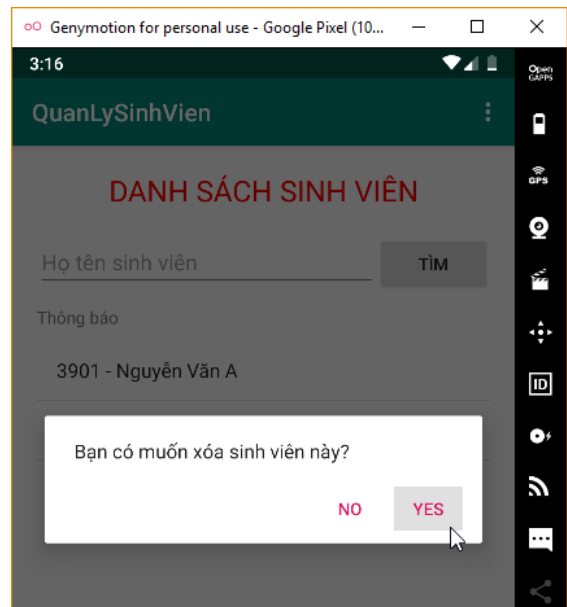 Genymotion for personal use - Google Pixel (10...
3:16
Open
GAPPS
QuanLySinhVien
GPS
DANH SÁCH SINH VIÊN
Họ tên sinh viên
TÌM
Thông báo
3901 - Nguyễn Văn A
ID
Bạn có muốn xóa sinh viên này?
NO
YES